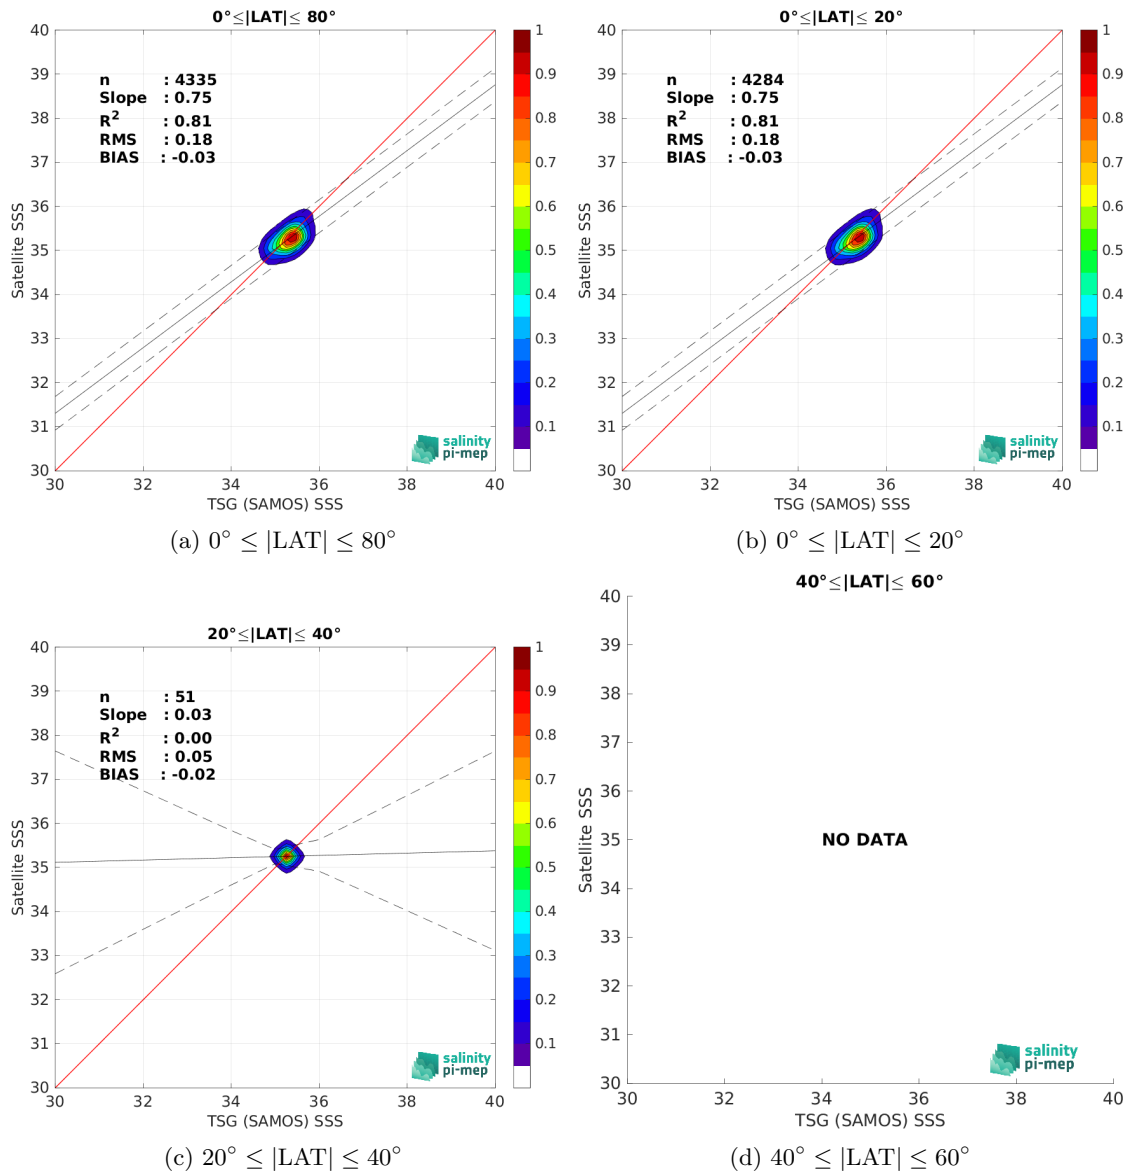 0°≤|LAT|≤ 80°
40
39
38
37
36
35
34
33
32
31
30
Satellite SSS
n : 4335
Slope : 0.75
R² : 0.81
RMS : 0.18
BIAS : -0.03
salinity
pi-mep
30 32 34 36 38 40
TSG (SAMOS) SSS
1
0.9
0.8
0.7
0.6
0.5
0.4
0.3
0.2
0.1
(a) 0° ≤ |LAT| ≤ 80°
0°≤|LAT|≤ 20°
40
39
38
37
36
35
34
33
32
31
30
Satellite SSS
n : 4284
Slope : 0.75
R² : 0.81
RMS : 0.18
BIAS : -0.03
salinity
pi-mep
30 32 34 36 38 40
TSG (SAMOS) SSS
1
0.9
0.8
0.7
0.6
0.5
0.4
0.3
0.2
0.1
(b) 0° ≤ |LAT| ≤ 20°
20°≤|LAT|≤ 40°
40
39
38
37
36
35
34
33
32
31
30
Satellite SSS
n : 51
Slope : 0.03
R² : 0.00
RMS : 0.05
BIAS : -0.02
salinity
pi-mep
30 32 34 36 38 40
TSG (SAMOS) SSS
1
0.9
0.8
0.7
0.6
0.5
0.4
0.3
0.2
0.1
(c) 20° ≤ |LAT| ≤ 40°
40°≤|LAT|≤ 60°
40
39
38
37
36
35
34
33
32
31
30
Satellite SSS
NO DATA
salinity
pi-mep
30 32 34 36 38 40
TSG (SAMOS) SSS
(d) 40° ≤ |LAT| ≤ 60°